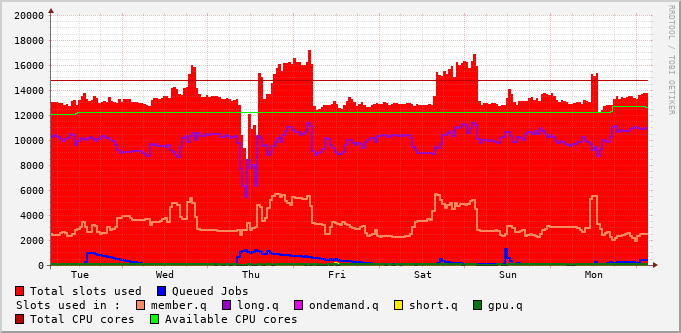 20000
18000
16000
14000
12000
10000
8000
6000
4000
2000
0
Tue Wed Thu Fri Sat Sun Mon
RRDTOOL / TOBI OETIKER
Total slots used Queued Jobs
Slots used in : member.q long.q ondemand.q short.q gpu.q
Total CPU cores Available CPU cores